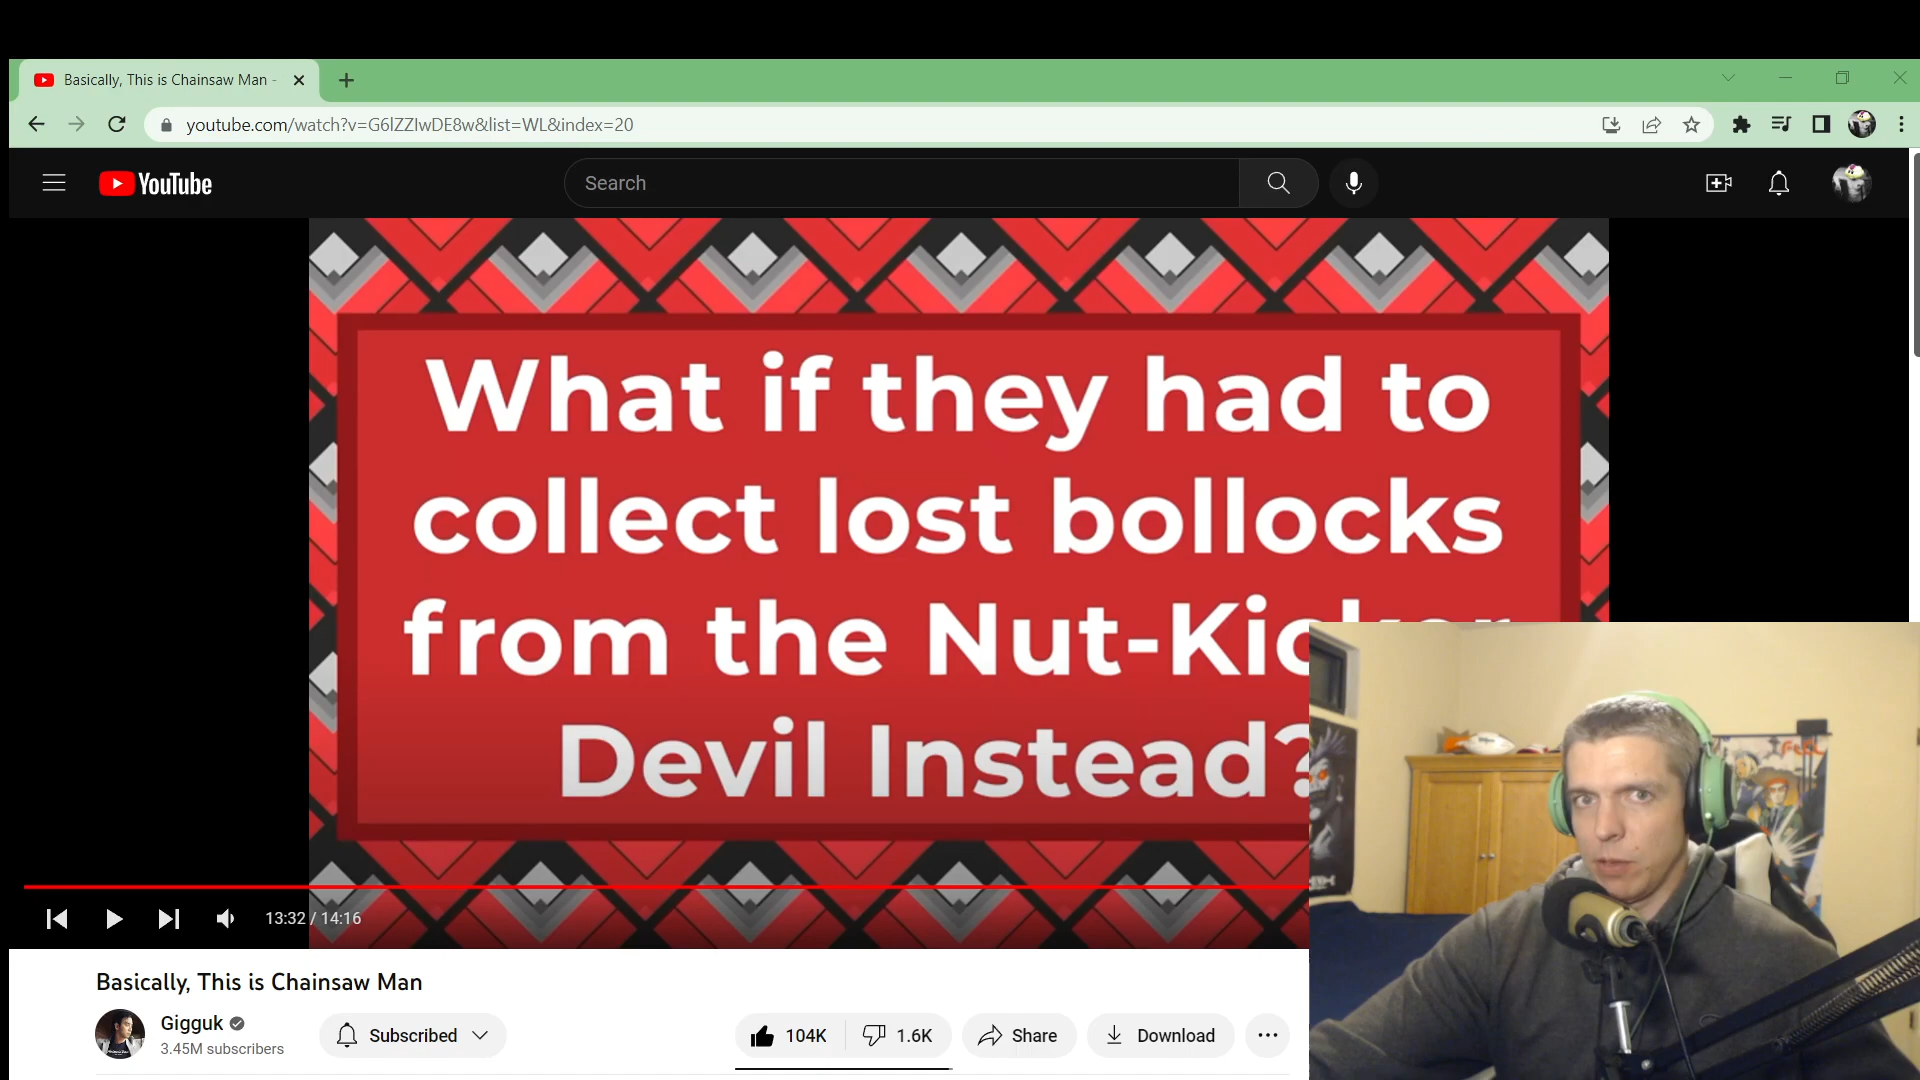 Basically, This is Chainsaw Man -
youtube.com/watch?v=G6lZZIwDE8w&list=WL&index=20
YouTube
Search
What if they had to
collect lost bollocks
from the
Devil Instead?
13:32 / 14:16
Basically, This is Chainsaw Man
Gigguk
3.45M subscribers
Subscribed
104K
1.6K
Share
Download